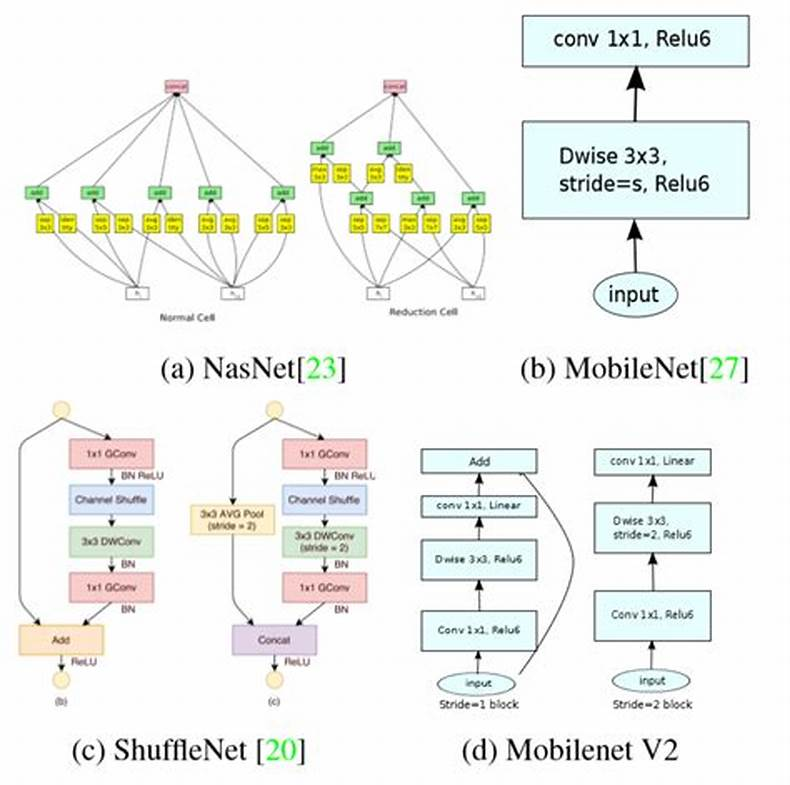 concat
add
add
add
add
add
sep
3x3
iden
tity
sep
5x5
sep
3x3
avg
3x3
iden
tity
avg
3x3
avg
3x3
sep
5x5
sep
3x3
Normal Cell
concat
add
add
max
3x3
sep
3x3
avg
3x3
iden
tity
add
add
add
sep
5x5
sep
7x7
max
3x3
sep
7x7
avg
3x3
sep
5x5
Reduction Cell
(a) NasNet[23]
conv 1x1, Relu6
Dwise 3x3,
stride=s, Relu6
input
(b) MobileNet[27]
1x1 GConv
BN ReLU
Channel Shuffle
3x3 DWConv
BN
1x1 GConv
BN
Add
ReLU
(b)
1x1 GConv
BN ReLU
3x3 AVG Pool
(stride = 2)
Channel Shuffle
3x3 DWConv
(stride = 2)
BN
1x1 GConv
BN
Concat
ReLU
(c)
(c) ShuffleNet [20]
Add
conv 1x1, Linear
Dwise 3x3, Relu6
Conv 1x1, Relu6
input
Stride=1 block
conv 1x1, Linear
Dwise 3x3,
stride=2, Relu6
Conv 1x1, Relu6
input
Stride=2 block
(d) Mobilenet V2